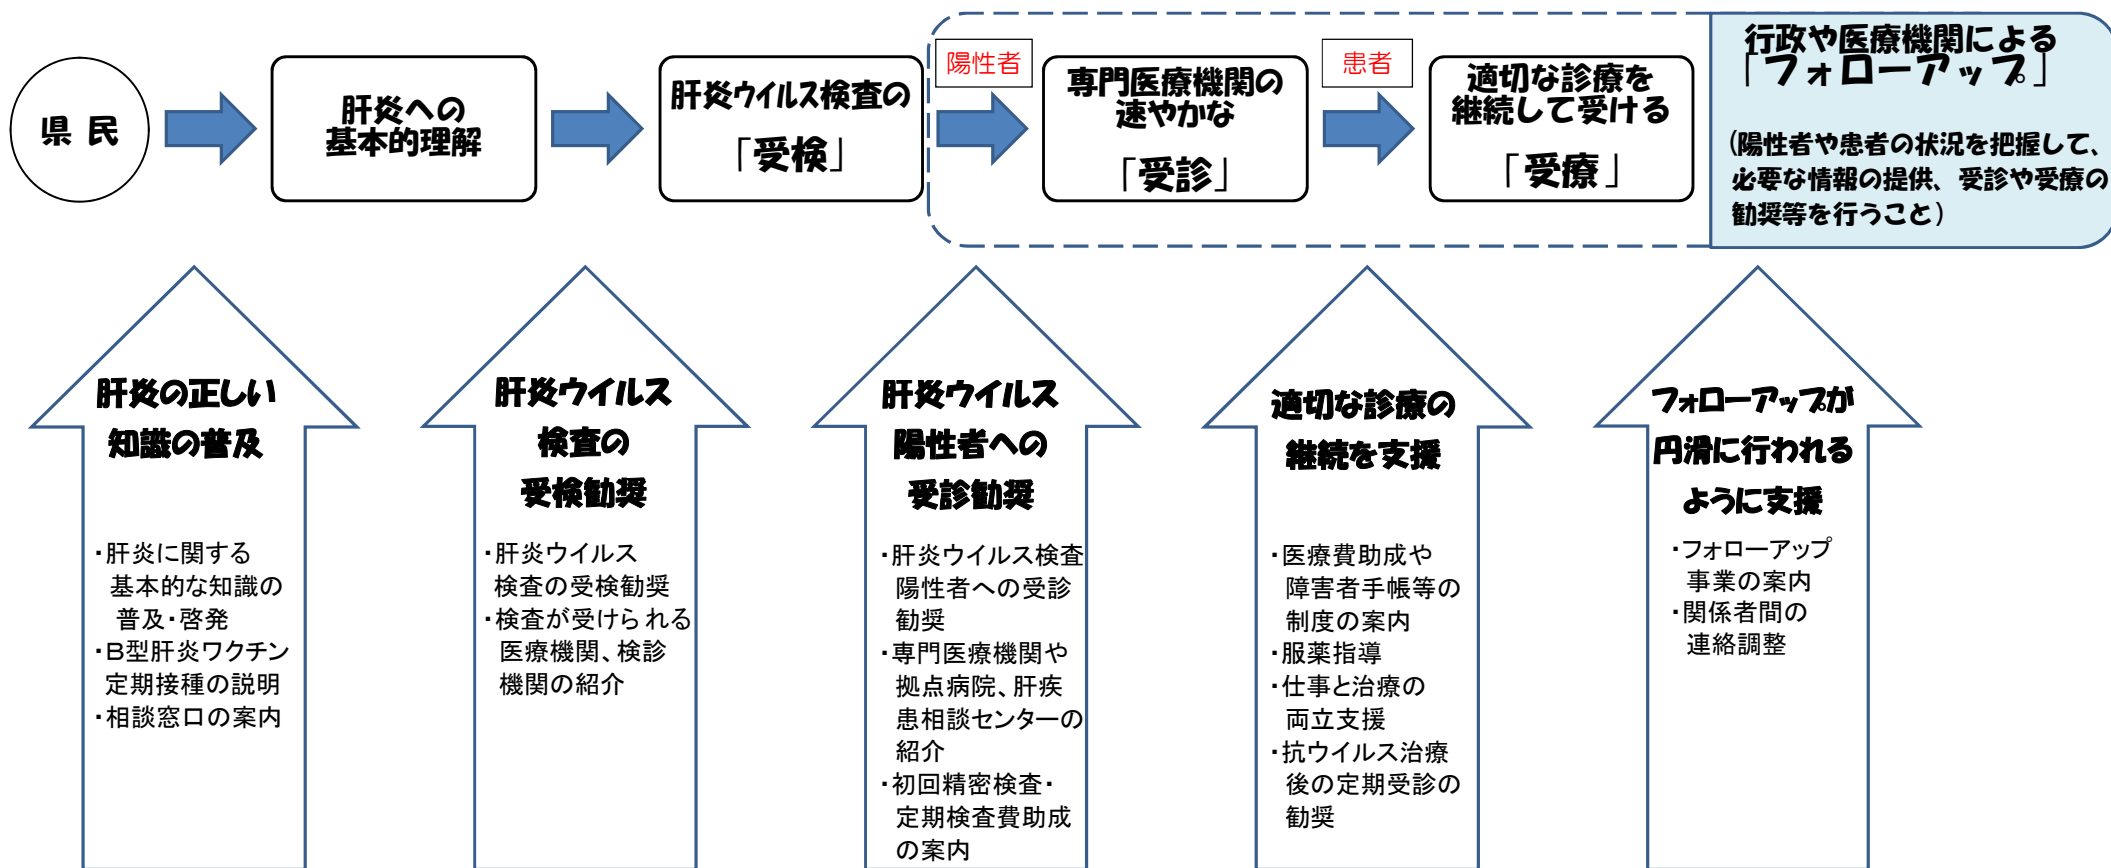 県 民
肝炎への
基本的理解
肝炎ウイルス検査の
「受検」
陽性者
専門医療機関の
速やかな
「受診」
患者
適切な診療を
継続して受ける
「受療」
行政や医療機関による
「フォローアップ」
(陽性者や患者の状況を把握して、
必要な情報の提供、受診や受療の
勧奨等を行うこと)
肝炎の正しい
知識の普及
・肝炎に関する
基本的な知識の
普及・啓発
・B型肝炎ワクチン
定期接種の説明
・相談窓口の案内
肝炎ウイルス
検査の
受検勧奨
・肝炎ウイルス
検査の受検勧奨
・検査が受けられる
医療機関、検診
機関の紹介
肝炎ウイルス
陽性者への
受診勧奨
・肝炎ウイルス検査
陽性者への受診
勧奨
・専門医療機関や
拠点病院、肝疾
患相談センターの
紹介
・初回精密検査・
定期検査費助成
の案内
適切な診療の
継続を支援
・医療費助成や
障害者手帳等の
制度の案内
・服薬指導
・仕事と治療の
両立支援
・抗ウイルス治療
後の定期受診の
勧奨
フォローアップが
円滑に行われる
ように支援
・フォローアップ
事業の案内
・関係者間の
連絡調整